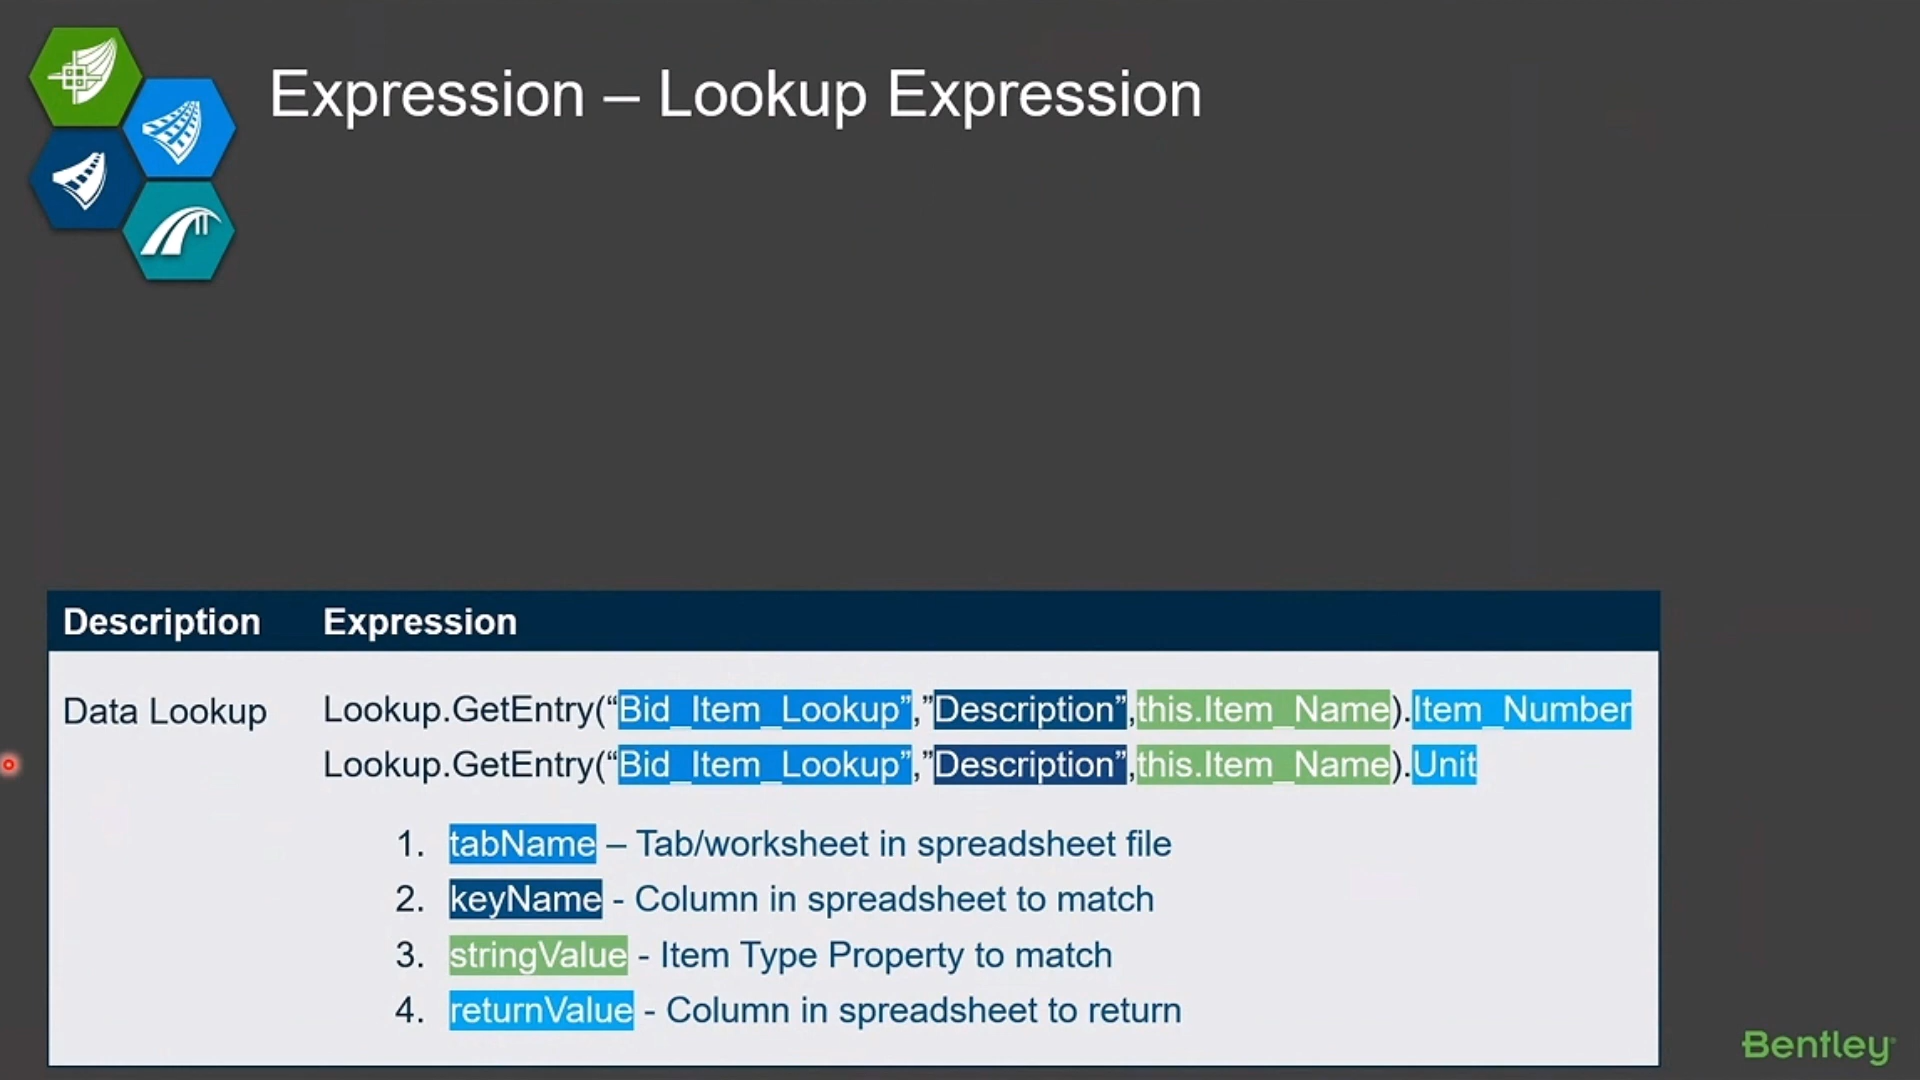 Expression – Lookup Expression
Description Expression
Data Lookup Lookup.GetEntry(“Bid_Item_Lookup”,”Description”,this.Item_Name).Item_Number
Lookup.GetEntry(“Bid_Item_Lookup”,”Description”,this.Item_Name).Unit
1. tabName – Tab/worksheet in spreadsheet file
2. keyName - Column in spreadsheet to match
3. stringValue - Item Type Property to match
4. returnValue - Column in spreadsheet to return
Bentley